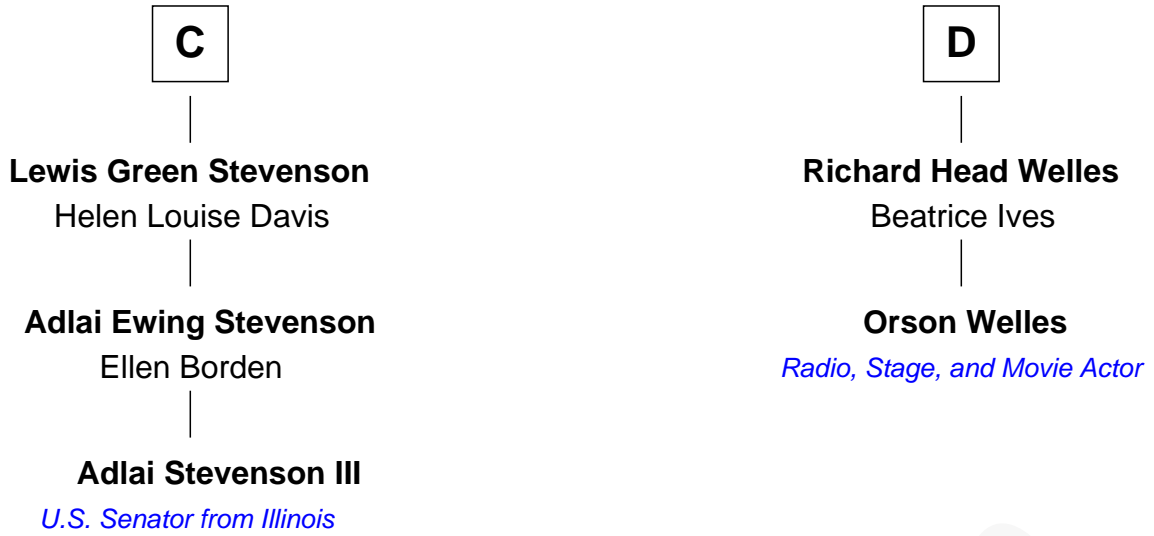 C
Lewis Green Stevenson
Helen Louise Davis
Adlai Ewing Stevenson
Ellen Borden
Adlai Stevenson III
U.S. Senator from Illinois
D
Richard Head Welles
Beatrice Ives
Orson Welles
Radio, Stage, and Movie Actor